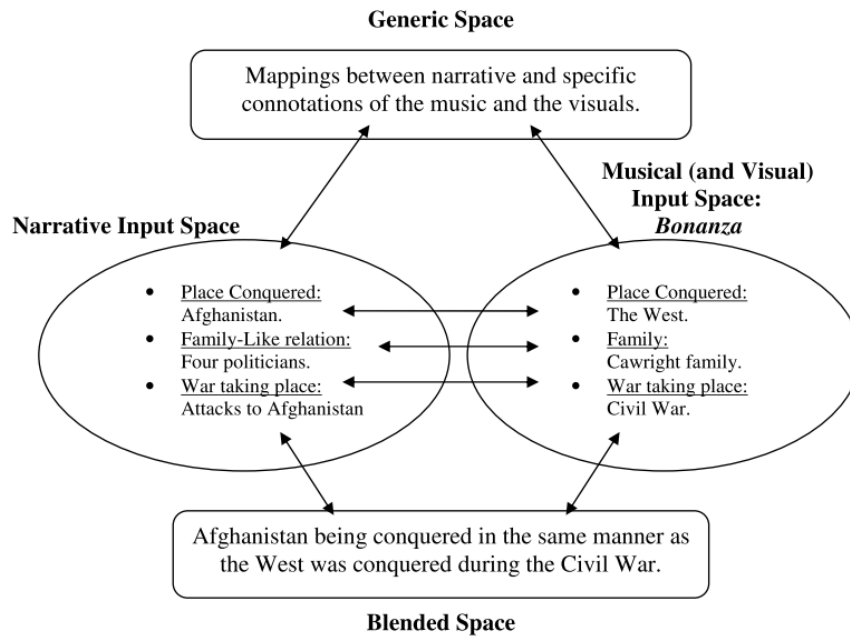 Generic Space
Mappings between narrative and specific
connotations of the music and the visuals.
Musical (and Visual)
Input Space:
Bonanza
Narrative Input Space
• Place Conquered:
Afghanistan.
• Family-Like relation:
Four politicians.
• War taking place:
Attacks to Afghanistan
• Place Conquered:
The West.
• Family:
Cawright family.
• War taking place:
Civil War.
Afghanistan being conquered in the same manner as
the West was conquered during the Civil War.
Blended Space